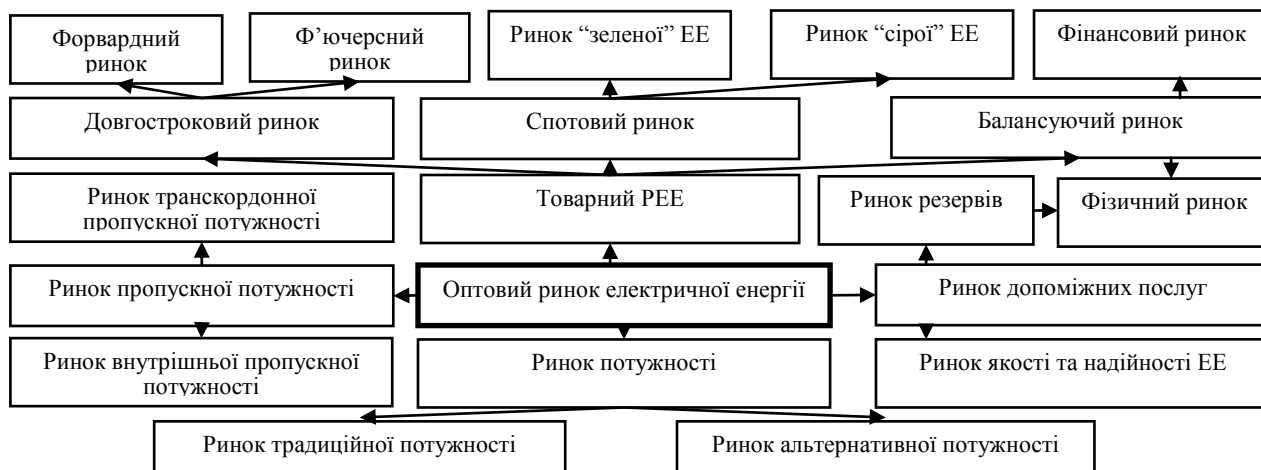 Форвардний
ринок
Ф’ючерсний
ринок
Ринок “зеленої” ЕЕ
Ринок “сірої” ЕЕ
Фінансовий ринок
Довгостроковий ринок
Спотовий ринок
Балансуючий ринок
Ринок транскордонної
пропускної потужності
Товарний РЕЕ
Ринок резервів
Фізичний ринок
Ринок пропускної потужності
Оптовий ринок електричної енергії
Ринок допоміжних послуг
Ринок внутрішньої пропускної
потужності
Ринок потужності
Ринок якості та надійності ЕЕ
Ринок традиційної потужності
Ринок альтернативної потужності